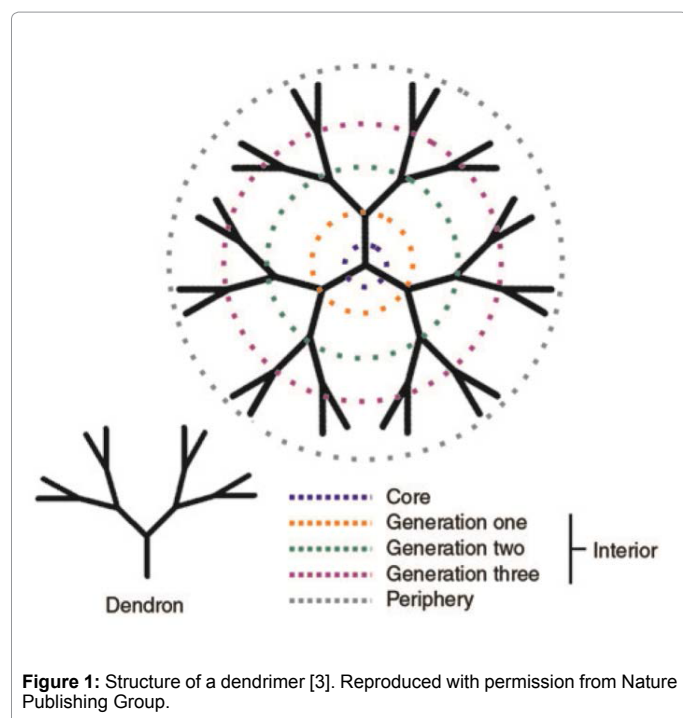 Core
Generation one
Generation two
Generation three
Periphery
Interior
Dendron
Figure 1: Structure of a dendrimer [3]. Reproduced with permission from Nature
Publishing Group.